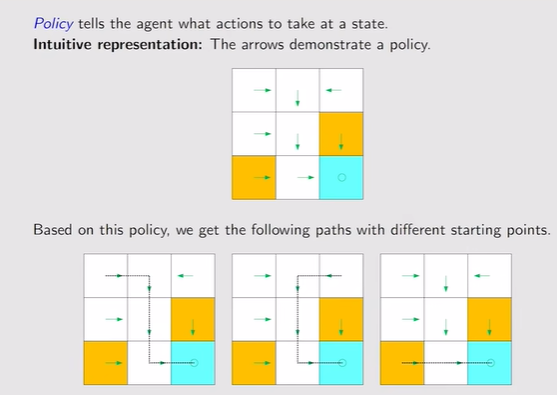 Policy tells the agent what actions to take at a state.
Intuitive representation: The arrows demonstrate a policy.
Based on this policy, we get the following paths with different starting points.